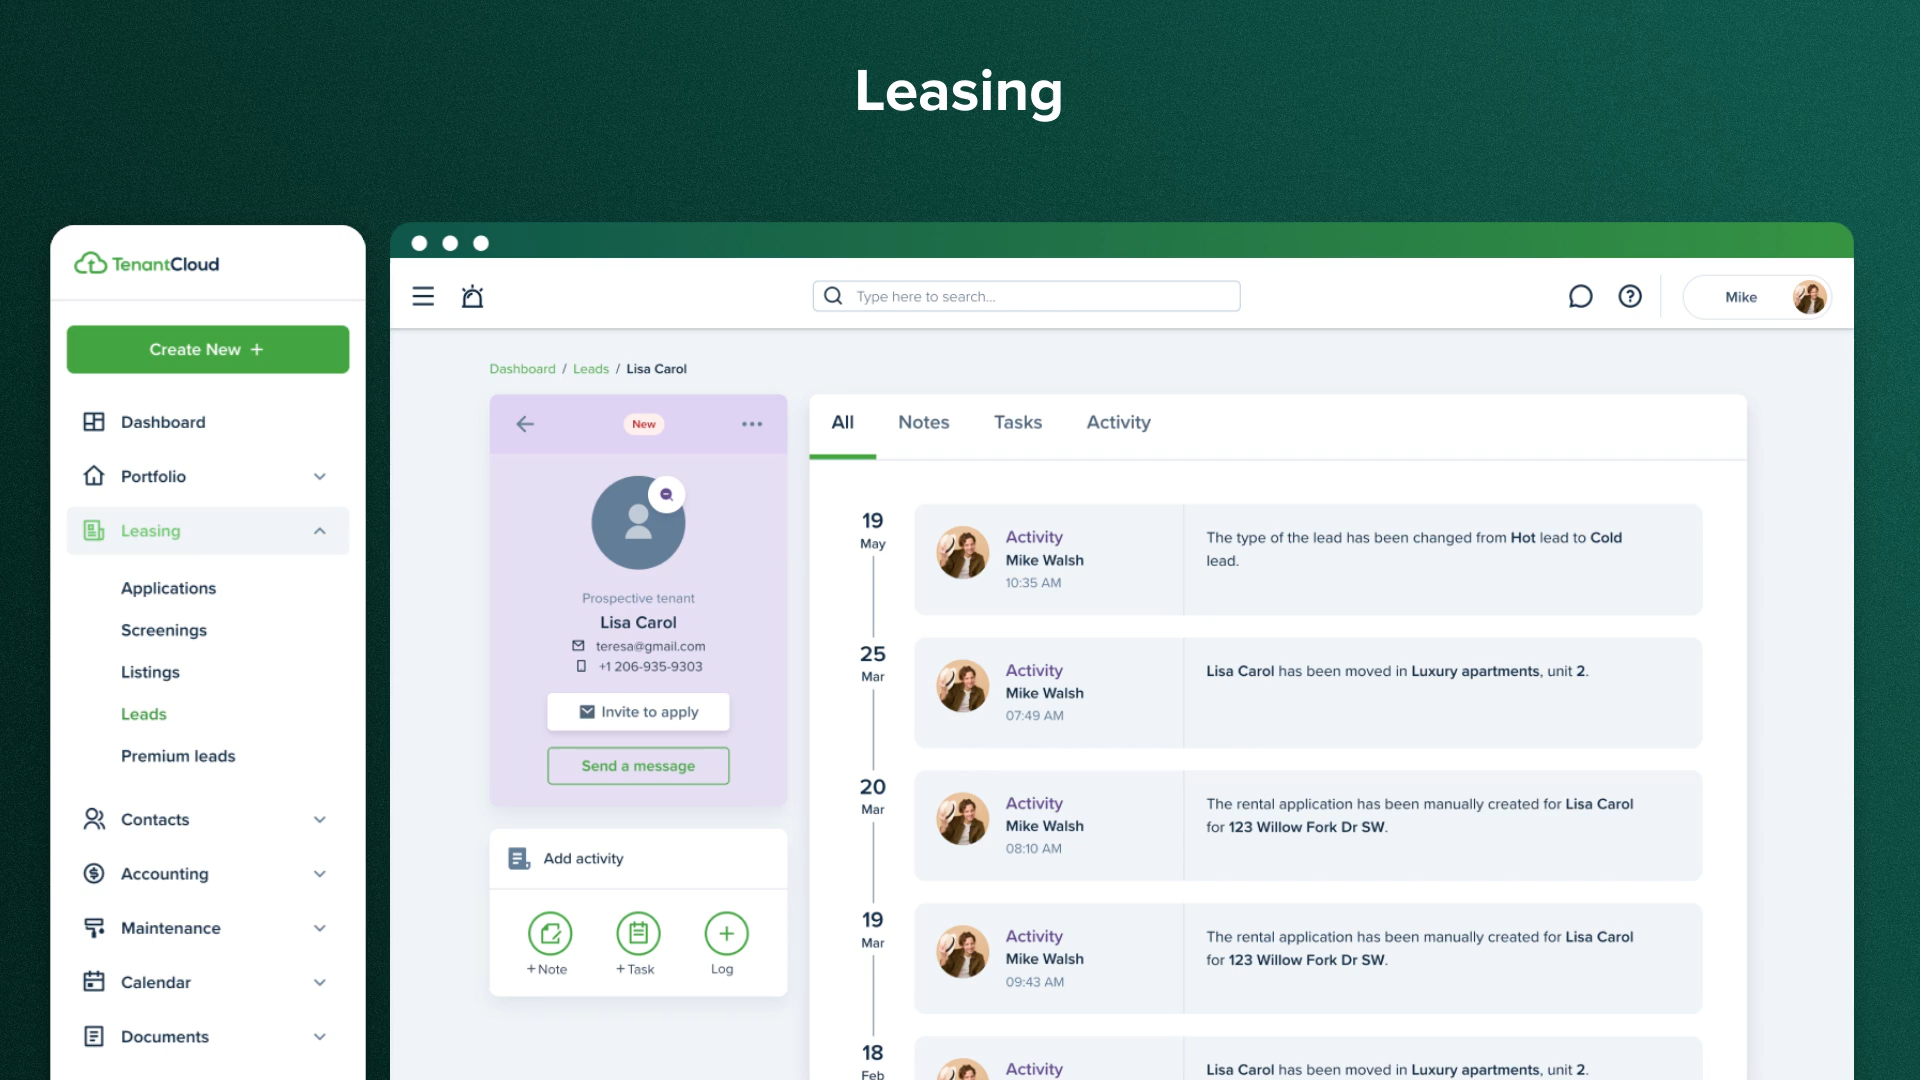 Leasing
TenantCloud
Create New +
Dashboard
Portfolio
Leasing
Applications
Screenings
Listings
Leads
Premium leads
Contacts
Accounting
Maintenance
Calendar
Documents
Type here to search...
Mike
Dashboard / Leads / Lisa Carol
New
Prospective tenant
Lisa Carol
teresa@gmail.com
+1 206-935-9303
Invite to apply
Send a message
Add activity
+ Note
+ Task
Log
All
Notes
Tasks
Activity
19
May
Activity
Mike Walsh
10:35 AM
The type of the lead has been changed from Hot lead to Cold
lead.
25
Mar
Activity
Mike Walsh
07:49 AM
Lisa Carol has been moved in Luxury apartments, unit 2.
20
Mar
Activity
Mike Walsh
08:10 AM
The rental application has been manually created for Lisa Carol
for 123 Willow Fork Dr SW.
19
Mar
Activity
Mike Walsh
09:43 AM
The rental application has been manually created for Lisa Carol
for 123 Willow Fork Dr SW.
18
Feb
Activity
Lisa Carol has been moved in Luxury apartments, unit 2.